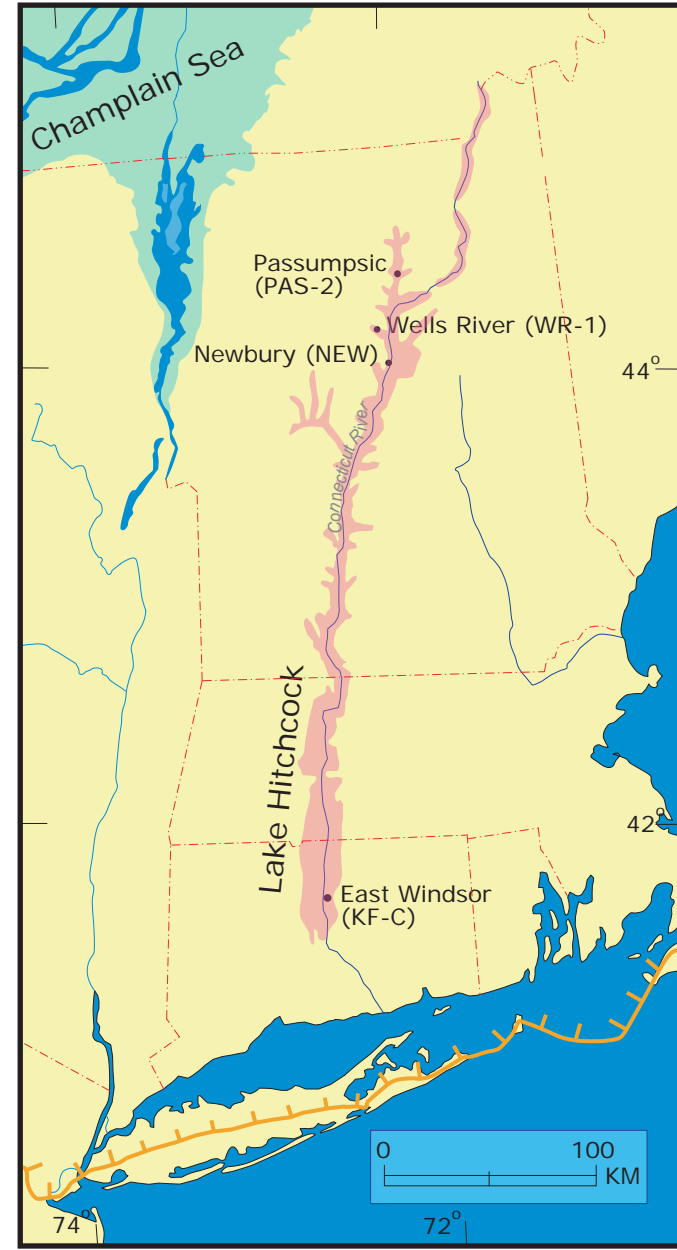 Champlain Sea
Passumpsic
(PAS-2)
Wells River (WR-1)
Newbury (NEW)
44°
Connecticut River
Lake Hitchcock
42°
East Windsor
(KF-C)
0 100
KM
74° 72°